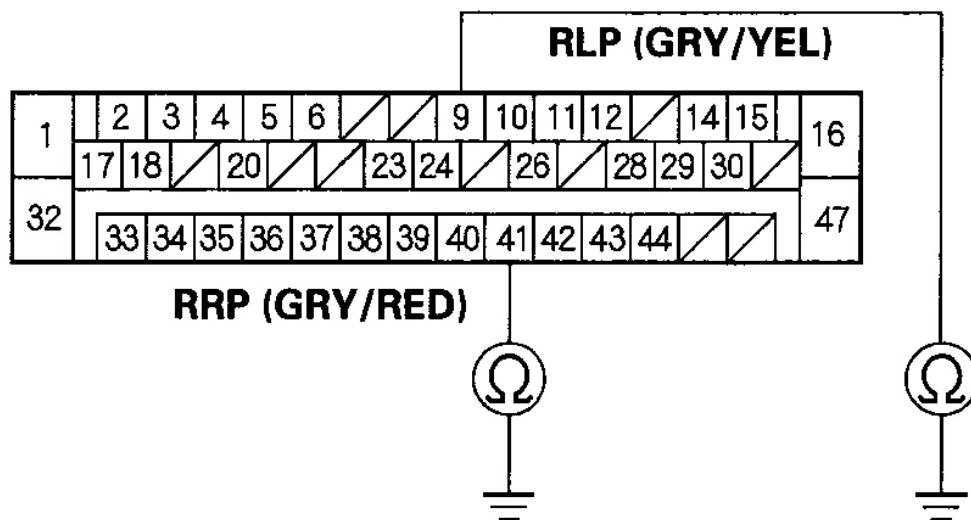 RLP (GRY/YEL)
1 2 3 4 5 6 9 10 11 12 14 15 16
17 18 20 23 24 26 28 29 30
32 33 34 35 36 37 38 39 40 41 42 43 44 47
RRP (GRY/RED)
Ω Ω